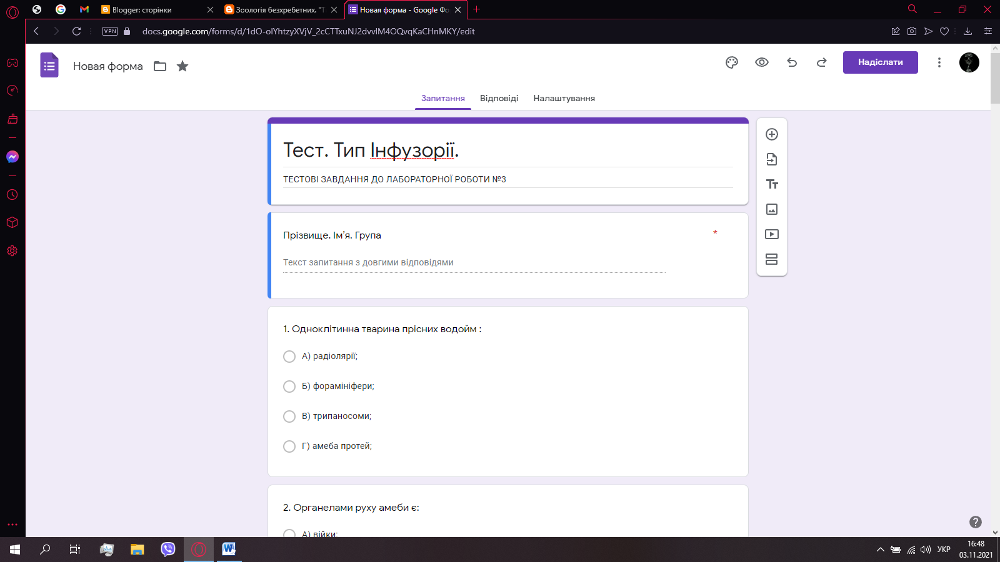 Blogger: сторінки
Зоологія безхребетних. "Т
Новая форма - Google Фо
VPN
docs.google.com/forms/d/1dO-oIYhtzyXVjV_2cCTTxuNJ2dvvlM4OQvqKaCHnMKY/edit
Новая форма
Надіслати
Запитання Відповіді Налаштування
Тест. Тип Інфузорії.
ТЕСТОВІ ЗАВДАННЯ ДО ЛАБОРАТОРНОЇ РОБОТИ №3
Прізвище. Ім’я. Група *
Текст запитання з довгими відповідями
1. Одноклітинна тварина прісних водойм :
А) радіолярії;
Б) форамініфери;
В) трипаносоми;
Г) амеба протей;
2. Органелами руху амеби є:
А) війки;
УКР
16:48
03.11.2021